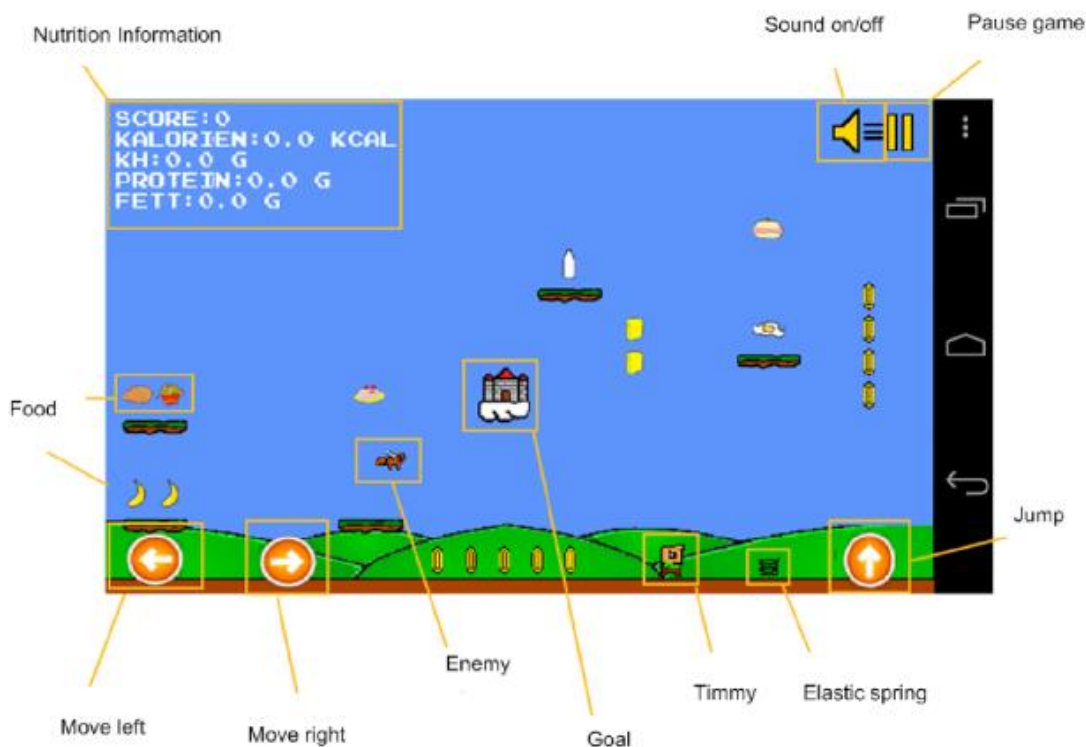 Nutrition Information
Sound on/off
Pause game
SCORE:0
KALORIEN:0.0 KCAL
KH:0.0 G
PROTEIN:0.0 G
FETT:0.0 G
Food
Jump
Enemy
Timmy
Elastic spring
Move left
Move right
Goal